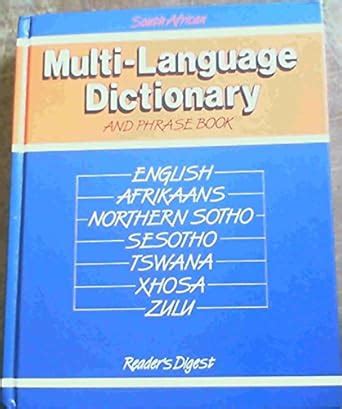 South African
Multi-Language
Dictionary
AND PHRASE BOOK
ENGLISH
AFRIKAANS
NORTHERN SOTHO
SESOTHO
TSWANA
XHOSA
ZULU
Reader's Digest